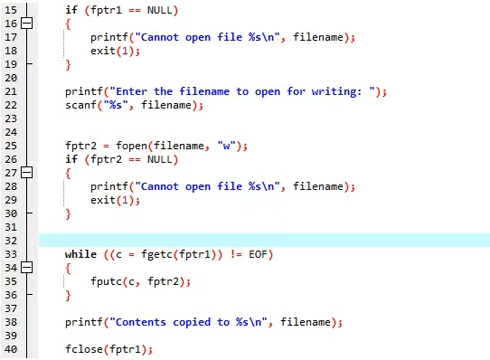 15 if (fptr1 == NULL)
16 {
17 printf("Cannot open file %s\n", filename);
18 exit(1);
19 }
20
21 printf("Enter the filename to open for writing: ");
22 scanf("%s", filename);
23
24
25 fptr2 = fopen(filename, "w");
26 if (fptr2 == NULL)
27 {
28 printf("Cannot open file %s\n", filename);
29 exit(1);
30 }
31
32
33 while ((c = fgetc(fptr1)) != EOF)
34 {
35 fputc(c, fptr2);
36 }
37
38 printf("Contents copied to %s\n", filename);
39
40 fclose(fptr1);